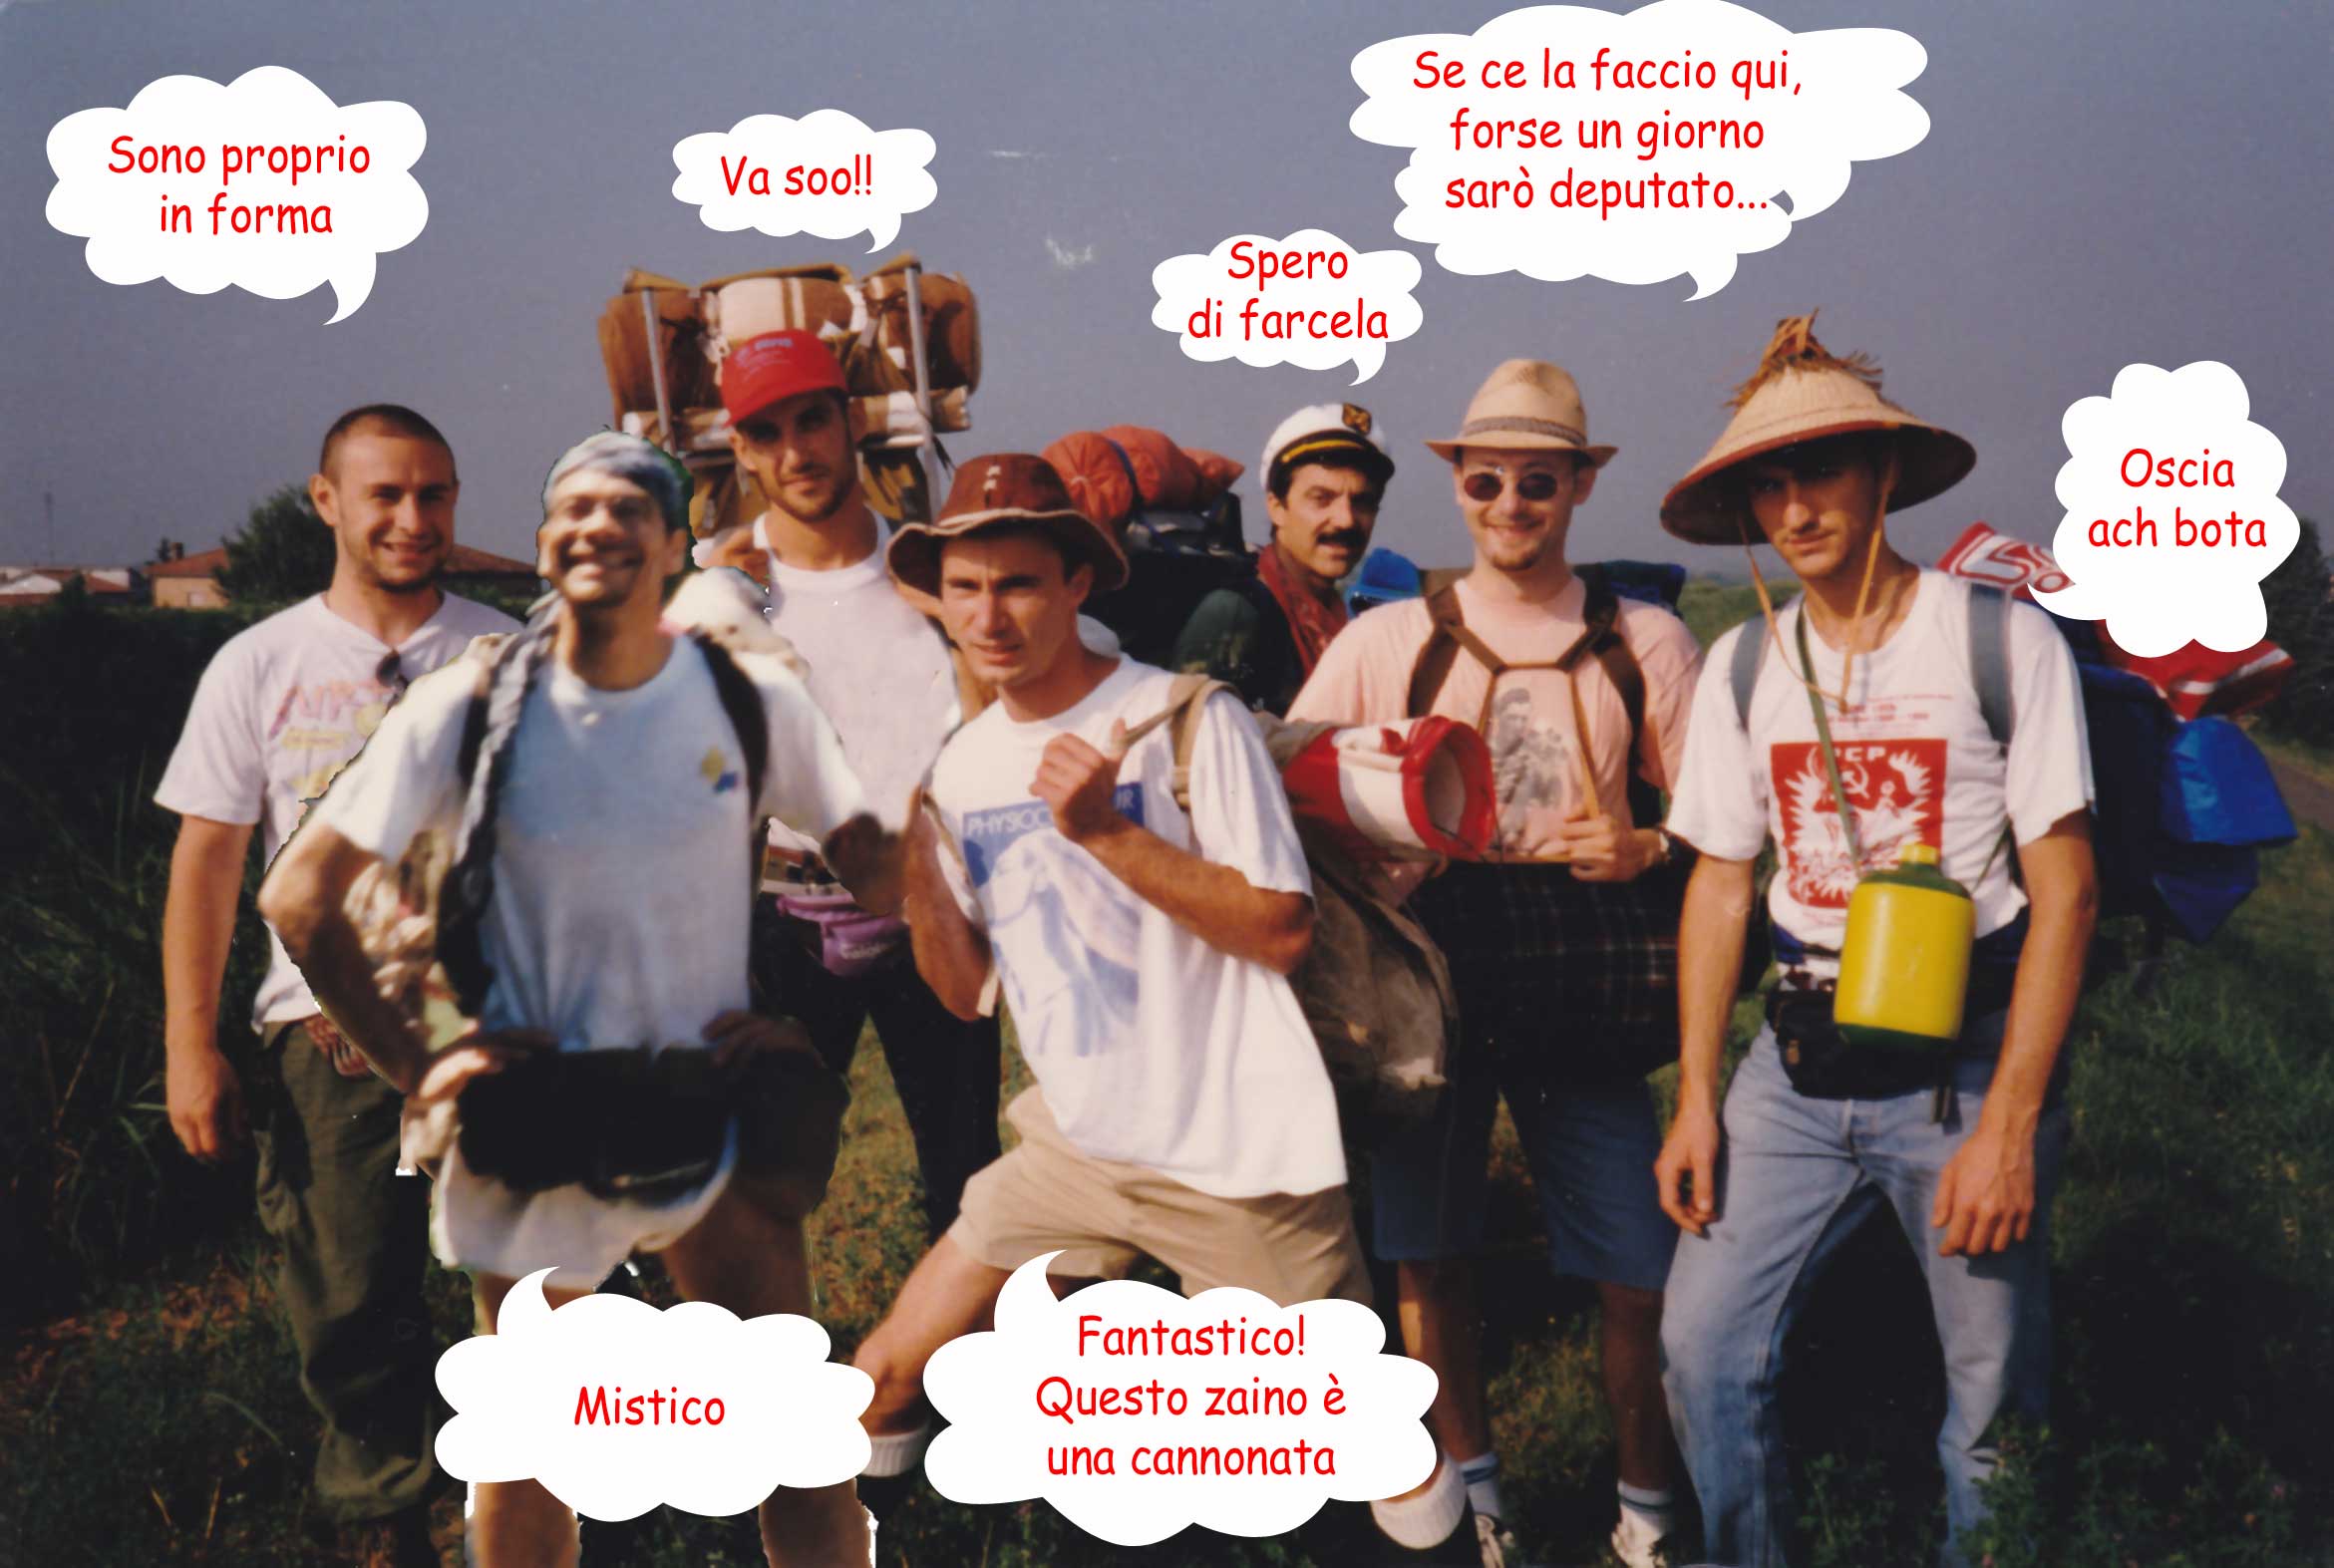 Se ce la faccio qui,
forse un giorno
sarò deputato...
Sono proprio
in forma
Va soo!!
Spero
di farcela
Oscia
ach bota
PHYSIO
Mistico
Fantastico!
Questo zaino è
una cannonata